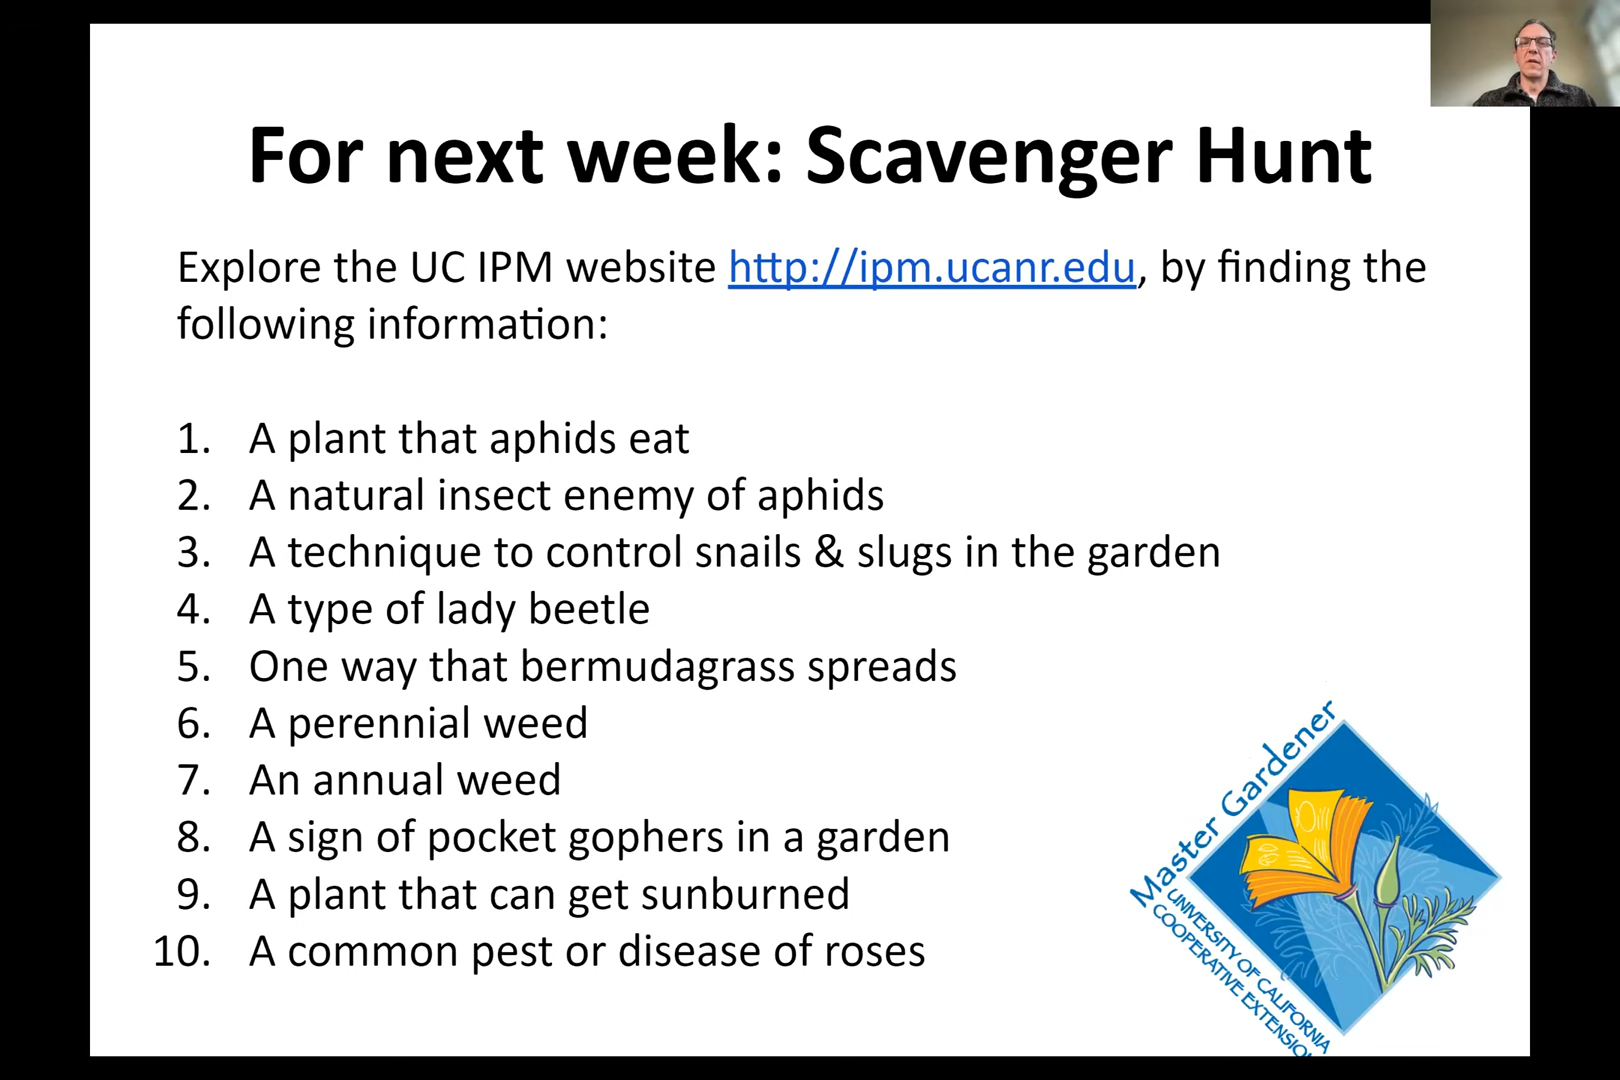 For next week: Scavenger Hunt
Explore the UC IPM website http://ipm.ucanr.edu, by finding the
following information:
1. A plant that aphids eat
2. A natural insect enemy of aphids
3. A technique to control snails & slugs in the garden
4. A type of lady beetle
5. One way that bermudagrass spreads
6. A perennial weed
7. An annual weed
8. A sign of pocket gophers in a garden
9. A plant that can get sunburned
10. A common pest or disease of roses
Master Gardener
UNIVERSITY OF CALIFORNIA
COOPERATIVE EXTENSIO